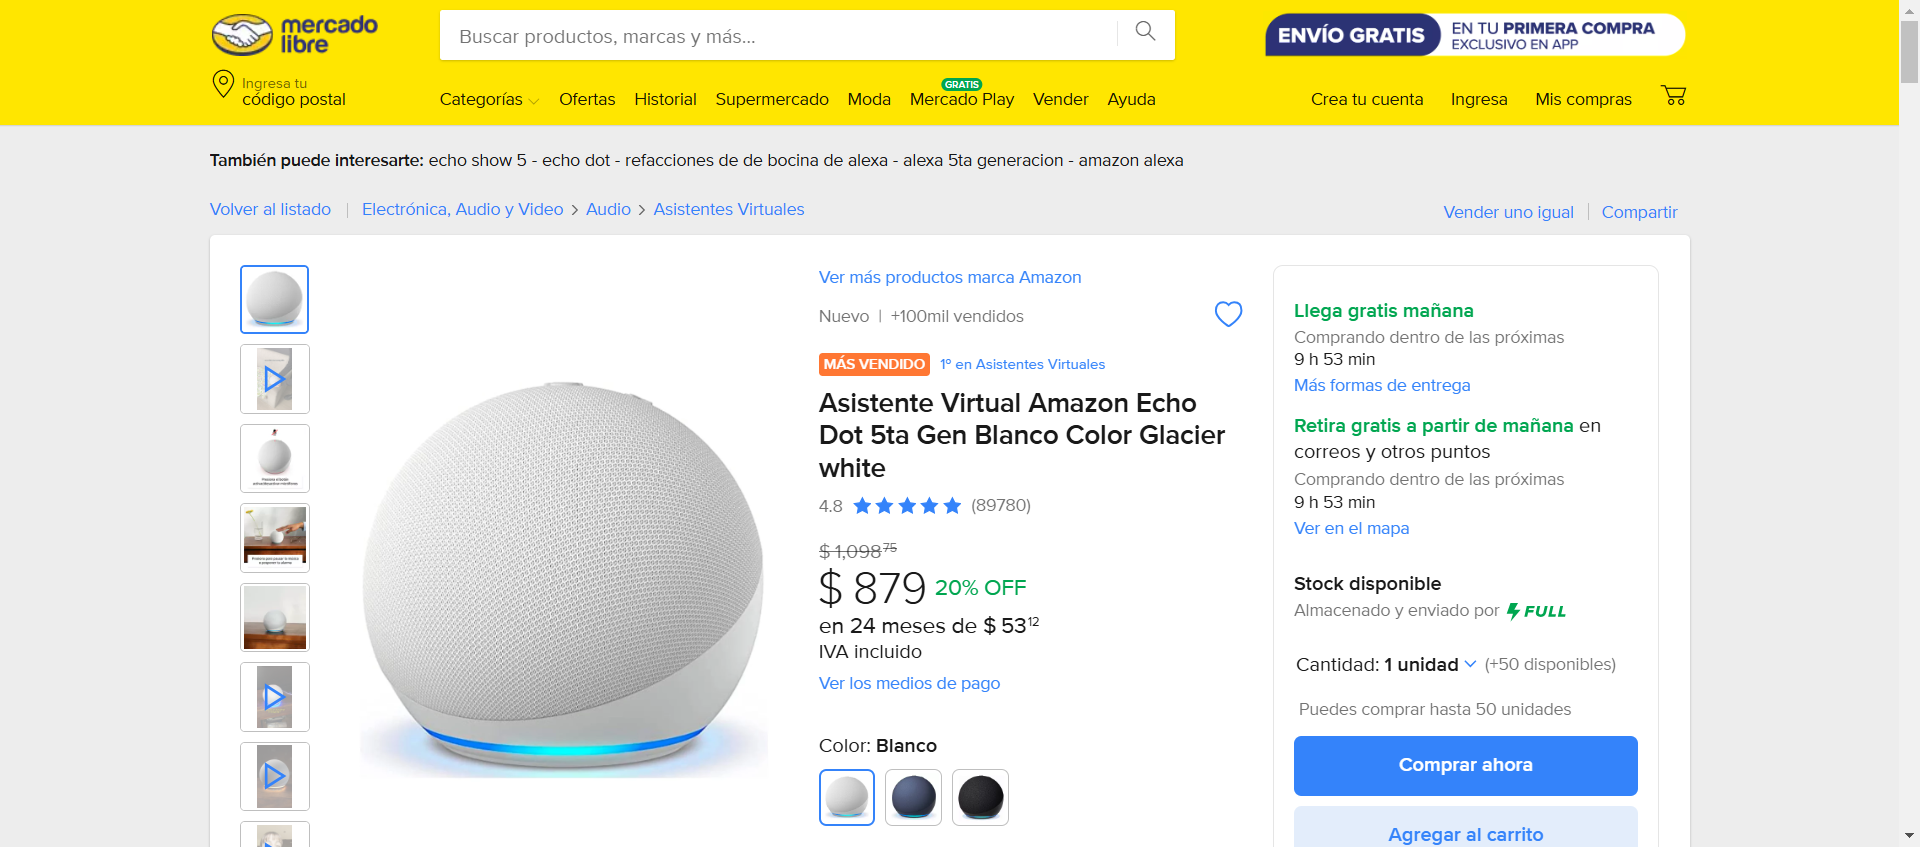 mercado
libre
Buscar productos, marcas y más...
ENVÍO GRATIS
EN TU PRIMERA COMPRA
EXCLUSIVO EN APP
Ingresa tu
código postal
Categorías
Ofertas
Historial
Supermercado
Moda
GRATIS
Mercado Play
Vender
Ayuda
Crea tu cuenta
Ingresa
Mis compras
También puede interesarte: echo show 5 - echo dot - refacciones de de bocina de alexa - alexa 5ta generacion - amazon alexa
Volver al listado
Electrónica, Audio y Video
Audio
Asistentes Virtuales
Vender uno igual
Compartir
Ver más productos marca Amazon
Nuevo | +100mil vendidos
MÁS VENDIDO
1º en Asistentes Virtuales
Asistente Virtual Amazon Echo
Dot 5ta Gen Blanco Color Glacier
white
4.8
(89780)
$ 1,098 75
$ 879 20% OFF
en 24 meses de $ 53 12
IVA incluido
Ver los medios de pago
Color: Blanco
Llega gratis mañana
Comprando dentro de las próximas
9 h 53 min
Más formas de entrega
Retira gratis a partir de mañana en
correos y otros puntos
Comprando dentro de las próximas
9 h 53 min
Ver en el mapa
Stock disponible
Almacenado y enviado por FULL
Cantidad: 1 unidad (+50 disponibles)
Puedes comprar hasta 50 unidades
Comprar ahora
Agregar al carrito